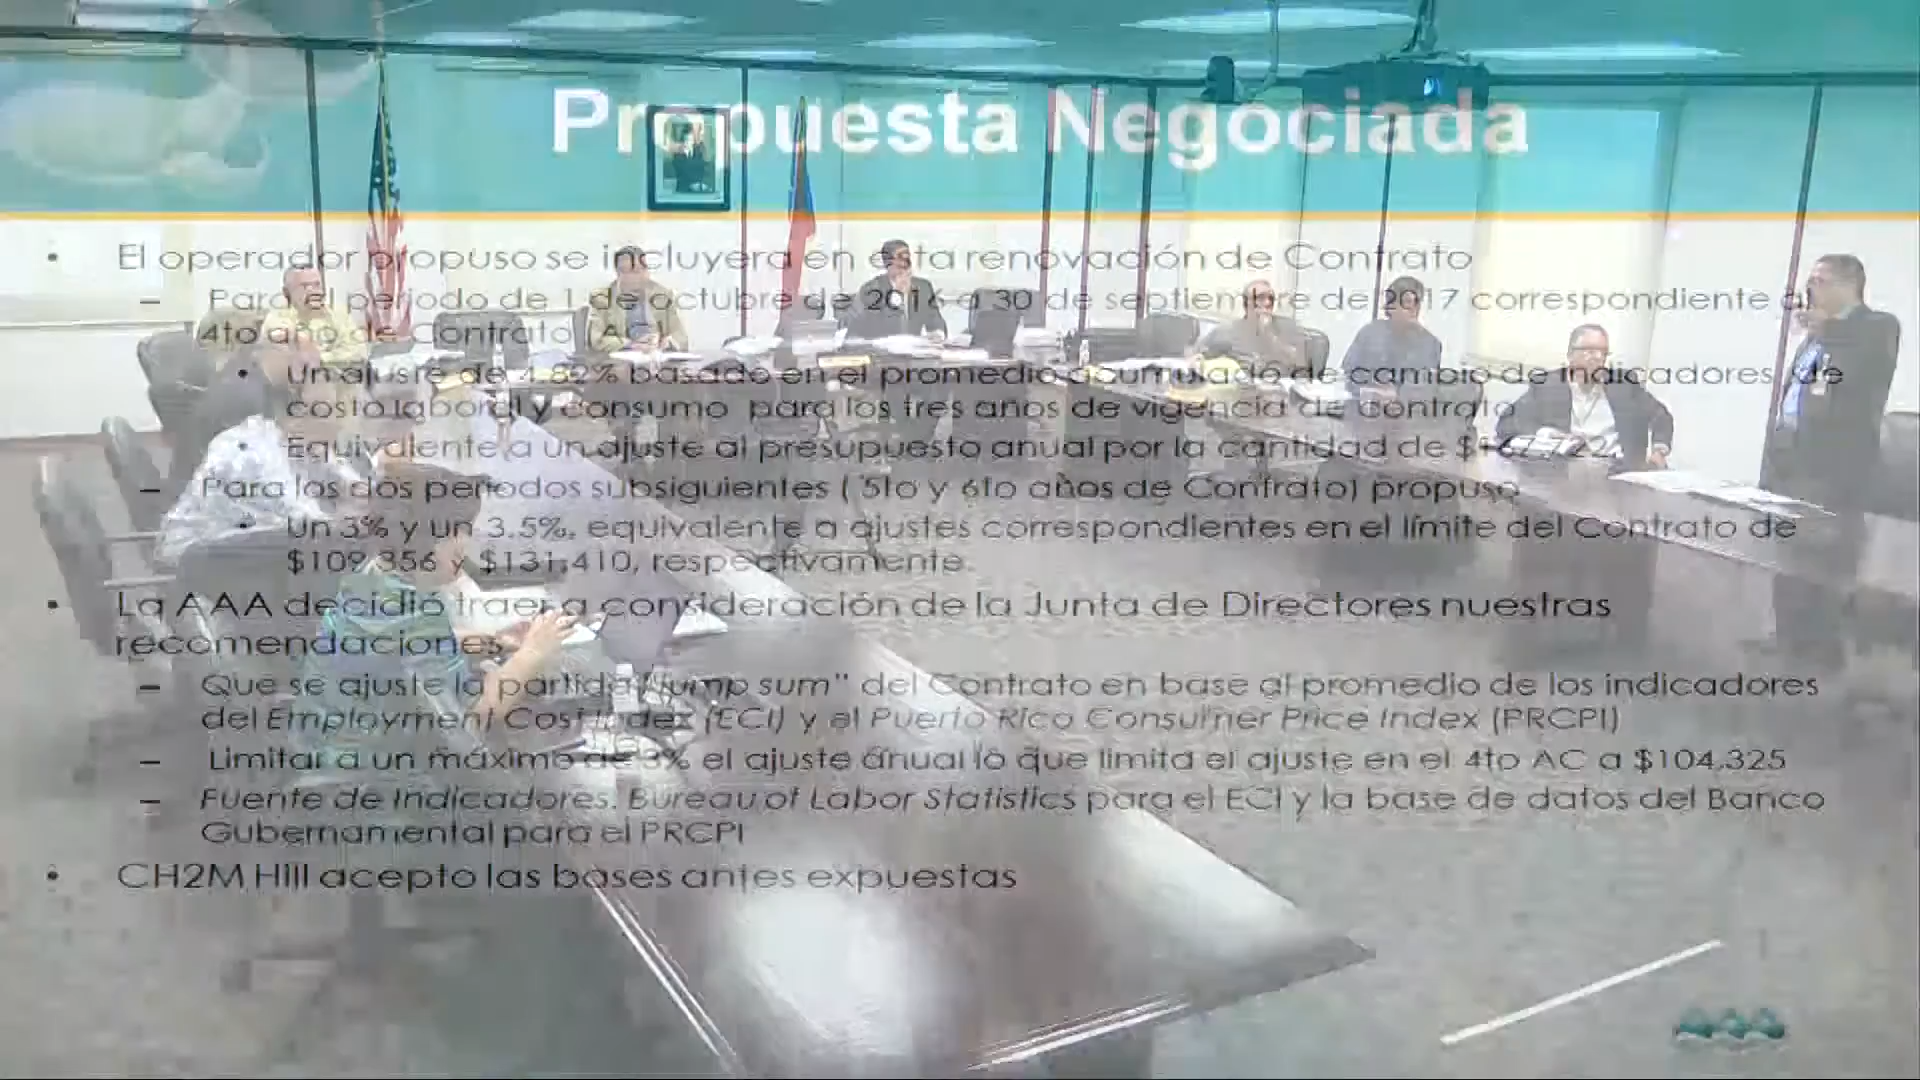 Propuesta Negociada
• El operador propuso se incluyera en esta renovación de Contrato
– Para el periodo de 1 de octubre de 2016 a 30 de septiembre de 2017 correspondiente al
4to año de Contrato
• Un ajuste de 4.82% basado en el promedio acumulado de cambio de indicadores de
costo laboral y consumo para los tres años de vigencia de contrato
• Equivalente a un ajuste al presupuesto anual por la cantidad de
– Para los dos periodos subsiguientes ( 5to y 6to años de Contrato) propuso
• Un 3% y un 3.5%, equivalente a ajustes correspondientes en el límite del Contrato de
$109,356 y $131,410, respectivamente.
• La AAA decidió traer a consideración de la Junta de Directores nuestras
recomendaciones
– Que se ajuste la partida "lump sum" del Contrato en base al promedio de los indicadores
del Employment Cost Index (ECI) y el Puerto Rico Consumer Price Index (PRCPI)
– Limitar a un máximo de 3% el ajuste anual lo que limita el ajuste en el 4to AC a $104,325
– Fuente de Indicadores: Bureau of Labor Statistics para el ECI y la base de datos del Banco
Gubernamental para el PRCPI
• CH2M Hill acepto las bases antes expuestas